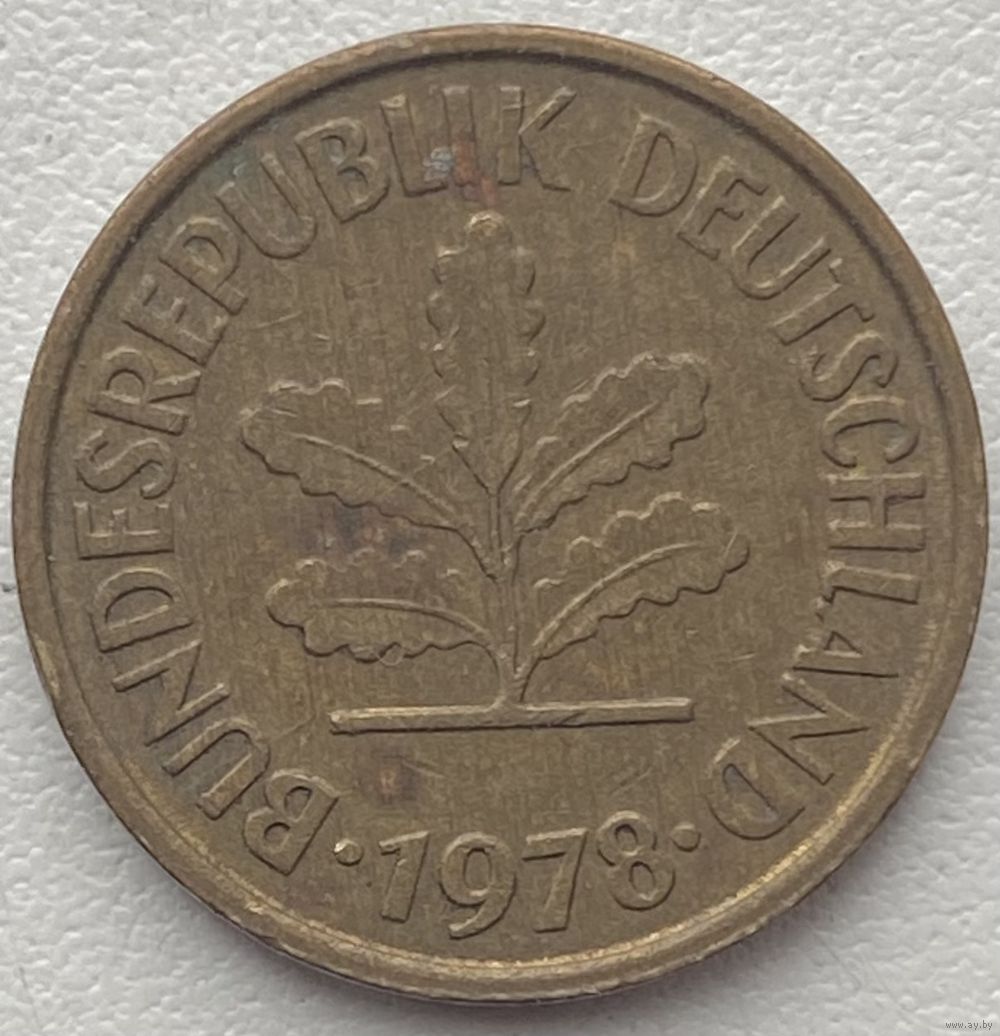 BUNDESREPUBLIK DEUTSCHLAND
· 1978 ·
www.ay.by